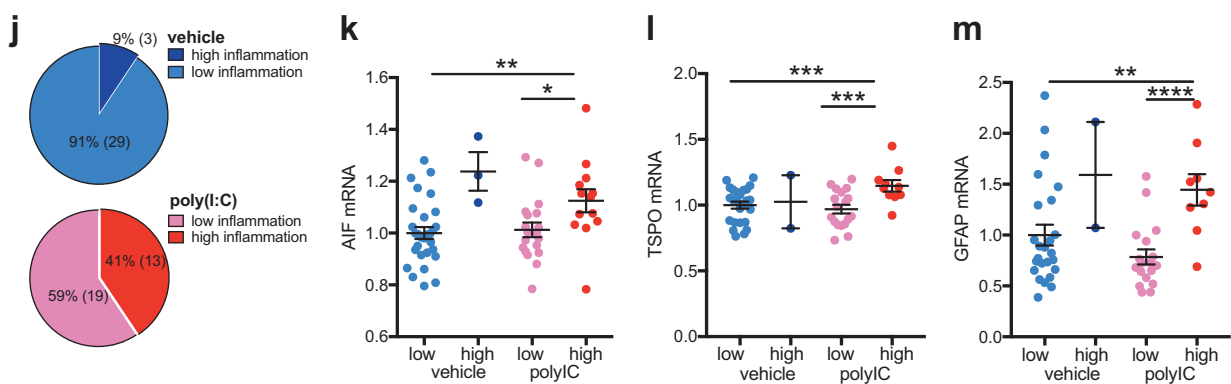 j
9% (3)
vehicle
high inflammation
low inflammation
91% (29)
poly(I:C)
low inflammation
high inflammation
41% (13)
59% (19)
k
AIF mRNA
1.6
1.4
1.2
1.0
0.8
0.6
**
*
low high low high
vehicle polyIC
l
TSPO mRNA
2.0
1.5
1.0
0.5
0.0
***
***
low high low high
vehicle polyIC
m
GFAP mRNA
2.5
2.0
1.5
1.0
0.5
0.0
**
****
low high low high
vehicle polyIC